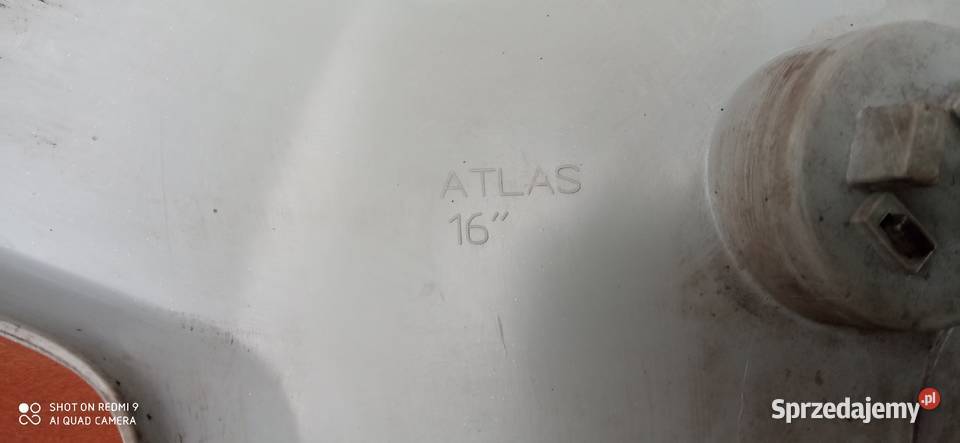 ATLAS
16"
SHOT ON REDMI 9
AI QUAD CAMERA
Sprzedajemy.pl